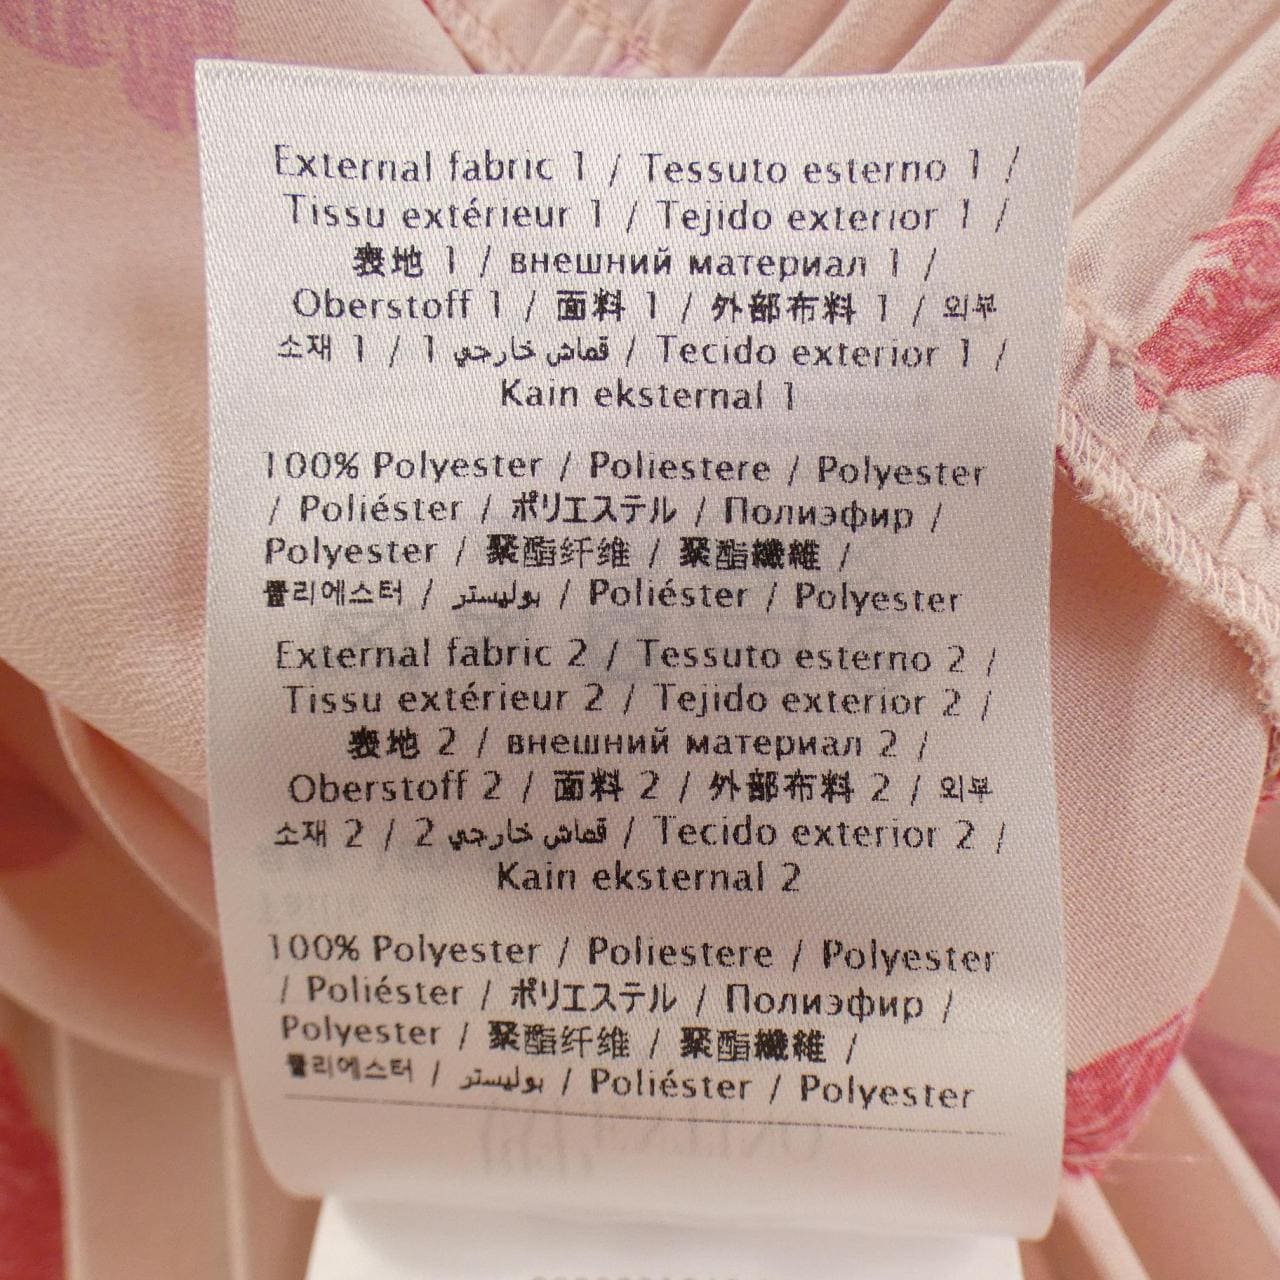 External fabric 1 / Tessuto esterno 1 /
Tissu extérieur 1 / Tejido exterior 1 /
表地 1 / внешний материал 1 /
Oberstoff 1 / 面料 1 / 外部布料 1 / 외부
소재 1 / 1 قماش خارجي / Tecido exterior 1 /
Kain eksternal 1
100% Polyester / Poliestere / Polyester
/ Poliéster / ポリエステル / Полиэфир /
Polyester / 聚酯纤维 / 聚酯纖維 /
폴리에스터 / بوليستر / Poliéster / Polyester
External fabric 2 / Tessuto esterno 2 /
Tissu extérieur 2 / Tejido exterior 2 /
表地 2 / внешний материал 2 /
Oberstoff 2 / 面料 2 / 外部布料 2 / 외부
소재 2 / 2 قماش خارجي / Tecido exterior 2 /
Kain eksternal 2
100% Polyester / Poliestere / Polyester
/ Poliéster / ポリエステル / Полиэфир /
Polyester / 聚酯纤维 / 聚酯纖維 /
폴리에스터 / بوليستر / Poliéster / Polyester